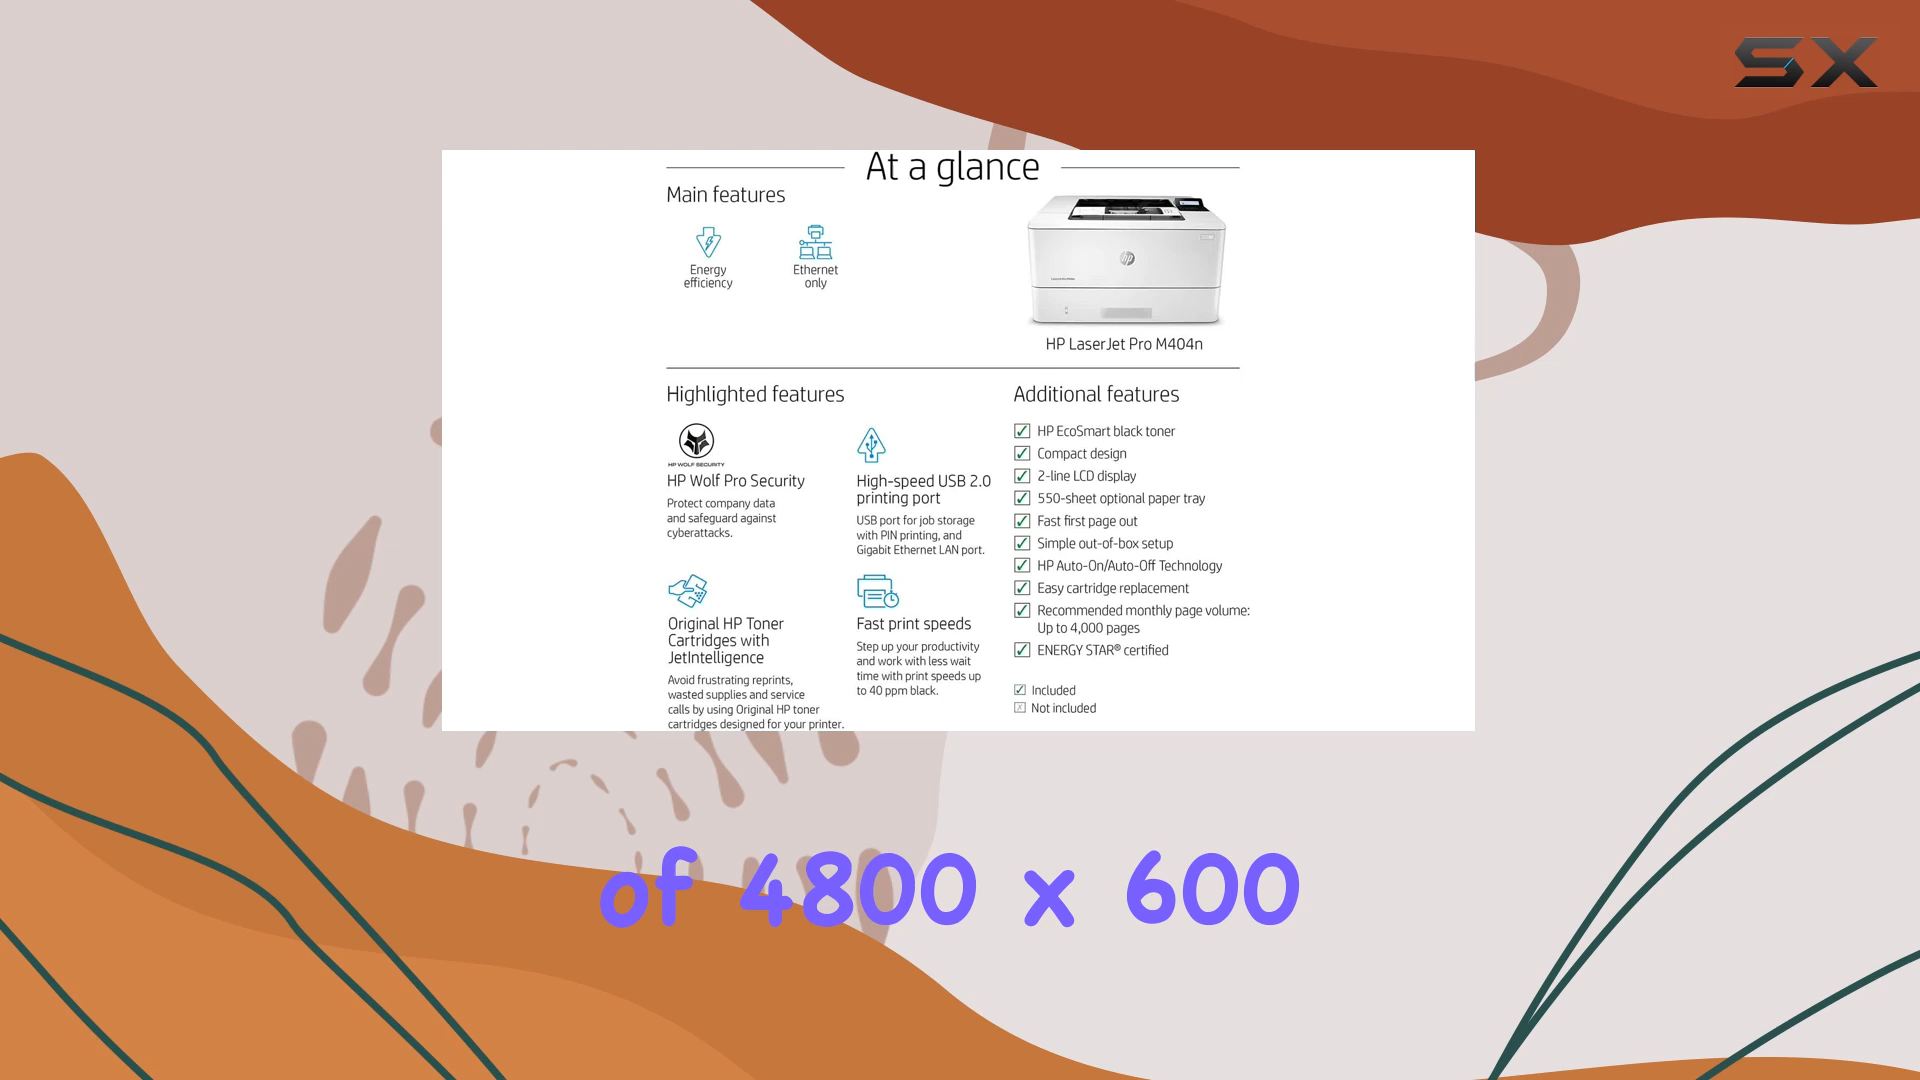 SX
At a glance
Main features
Energy
efficiency
Ethernet
only
hp
HP LaserJet Pro M404n
Highlighted features
HP WOLF SECURITY
HP Wolf Pro Security
Protect company data
and safeguard against
cyberattacks.
High-speed USB 2.0
printing port
USB port for job storage
with PIN printing, and
Gigabit Ethernet LAN port.
Original HP Toner
Cartridges with
JetIntelligence
Avoid frustrating reprints,
wasted supplies and service
calls by using Original HP toner
cartridges designed for your printer.
Fast print speeds
Step up your productivity
and work with less wait
time with print speeds up
to 40 ppm black.
Additional features
HP EcoSmart black toner
Compact design
2-line LCD display
550-sheet optional paper tray
Fast first page out
Simple out-of-box setup
HP Auto-On/Auto-Off Technology
Easy cartridge replacement
Recommended monthly page volume:
Up to 4,000 pages
ENERGY STAR® certified
Included
Not included
of 4800 x 600